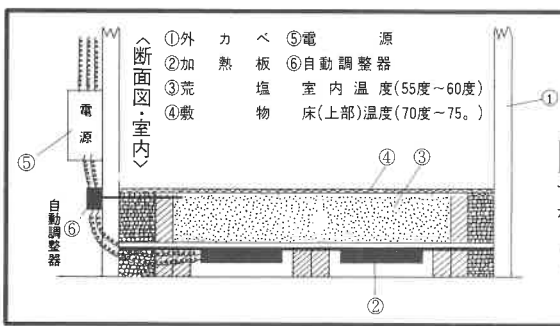 〈断面図・室内〉
①外カベ ⑤電源
②加熱板 ⑥自動調整器
③荒塩 室内温度(55度～60度)
④敷物 床(上部)温度(70度～75。)
①
電源
⑤
④
③
自動調整器
⑥
②